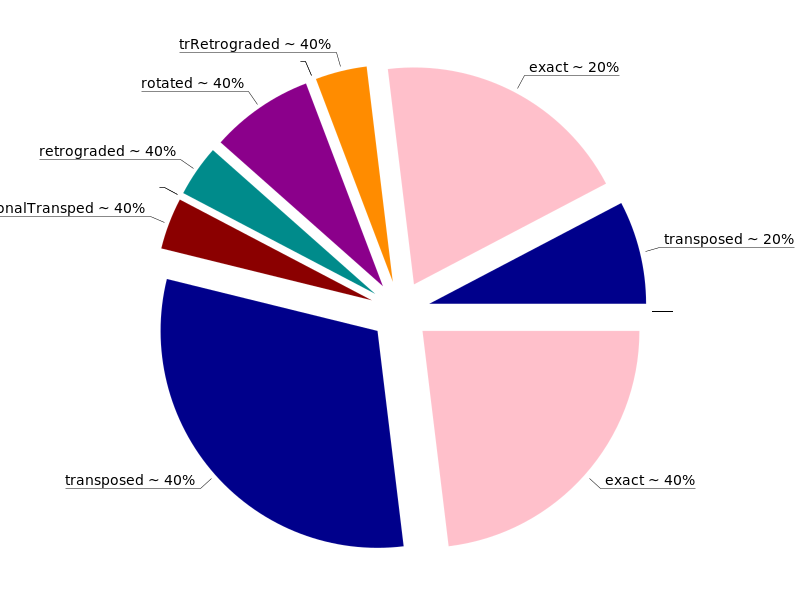 trRetrograded ~ 40%
exact ~ 20%
rotated ~ 40%
retrograded ~ 40%
onalTransped ~ 40%
transposed ~ 20%
transposed ~ 40%
exact ~ 40%